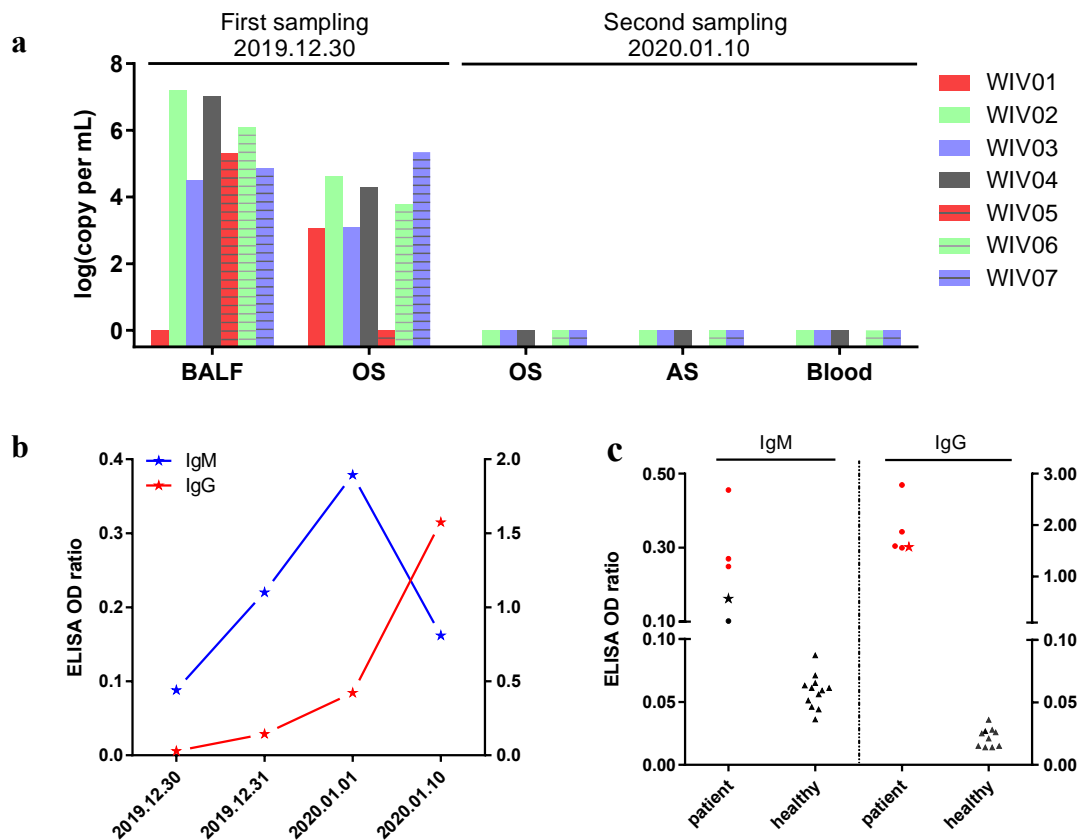 a
First sampling
2019.12.30
Second sampling
2020.01.10
log(copy per mL)
8
6
4
2
0
BALF
OS
OS
AS
Blood
WIV01
WIV02
WIV03
WIV04
WIV05
WIV06
WIV07
b
IgM
IgG
ELISA OD ratio
0.4
0.3
0.2
0.1
0.0
2.0
1.5
1.0
0.5
0.0
2019.12.30
2019.12.31
2020.01.01
2020.01.10
c
IgM
IgG
ELISA OD ratio
0.50
0.30
0.10
0.10
0.05
0.00
3.00
2.00
1.00
0.10
0.05
0.00
patient
healthy
patient
healthy